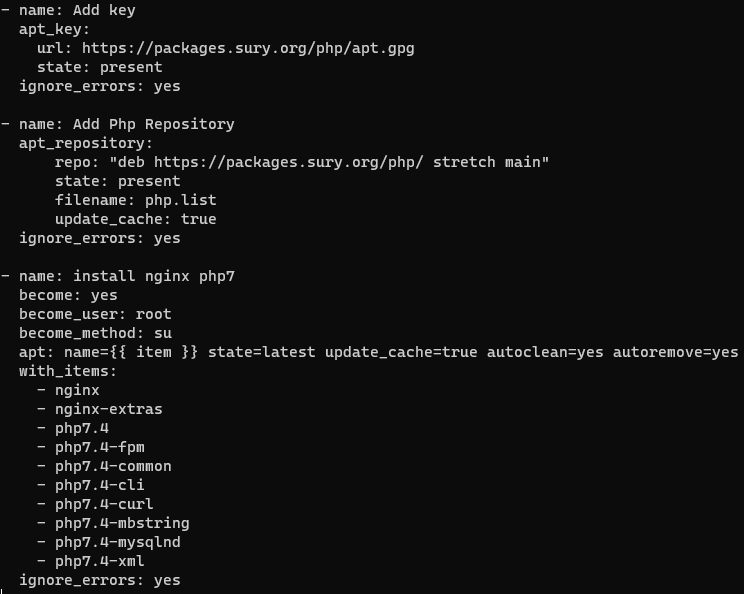 - name: Add key
  apt_key:
    url: https://packages.sury.org/php/apt.gpg
    state: present
  ignore_errors: yes

- name: Add Php Repository
  apt_repository:
      repo: "deb https://packages.sury.org/php/ stretch main"
      state: present
      filename: php.list
      update_cache: true
  ignore_errors: yes

- name: install nginx php7
  become: yes
  become_user: root
  become_method: su
  apt: name={{ item }} state=latest update_cache=true autoclean=yes autoremove=yes
  with_items:
    - nginx
    - nginx-extras
    - php7.4
    - php7.4-fpm
    - php7.4-common
    - php7.4-cli
    - php7.4-curl
    - php7.4-mbstring
    - php7.4-mysqlnd
    - php7.4-xml
  ignore_errors: yes